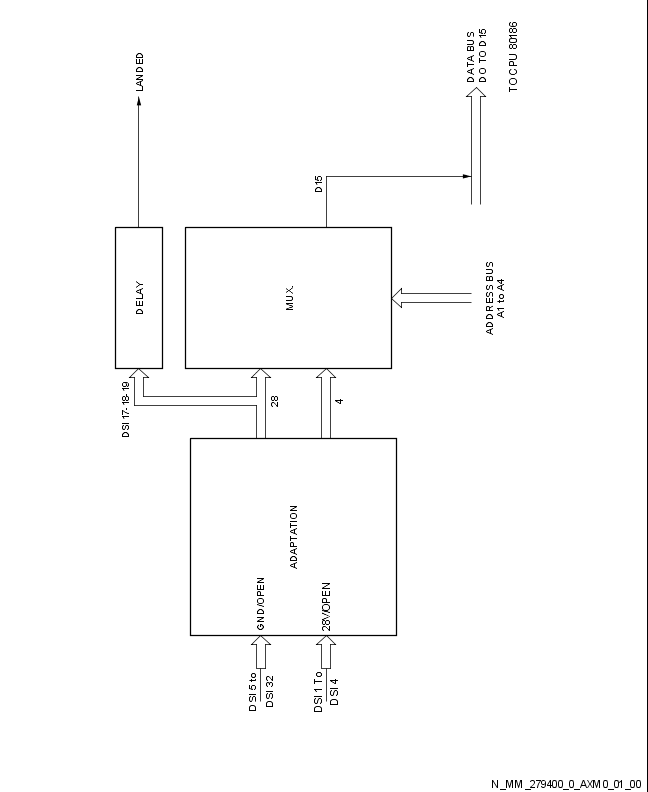 LANDED
DATA BUS
DO TO D15
TO CPU 80186
D15
DELAY
MUX.
ADDRESS BUS
A1 to A4
DSI 17-18-19
28
4
ADAPTATION
GND/OPEN
28V/OPEN
DSI 5 to
DSI 32
DSI 1 To
DSI 4
N_MM_279400_0_AXM0_01_00